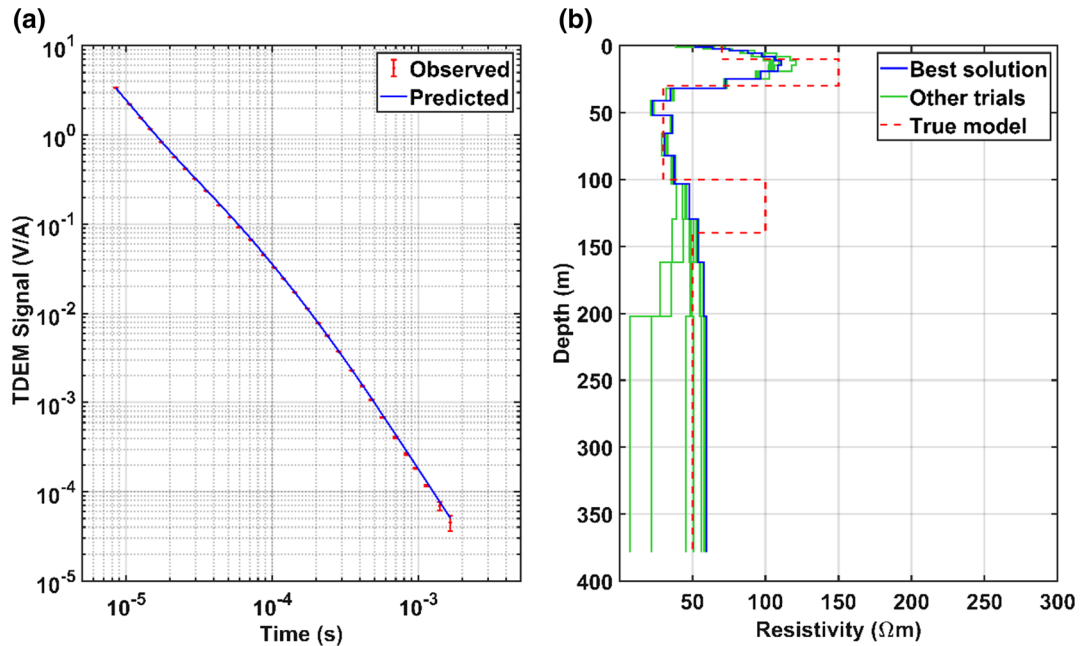 (a)
10^1
10^0
10^-1
10^-2
10^-3
10^-4
10^-5
TDEM Signal (V/A)
Observed
Predicted
10^-5
10^-4
10^-3
Time (s)
(b)
0
50
100
150
200
250
300
350
400
Depth (m)
Best solution
Other trials
True model
50
100
150
200
250
300
Resistivity (Ωm)